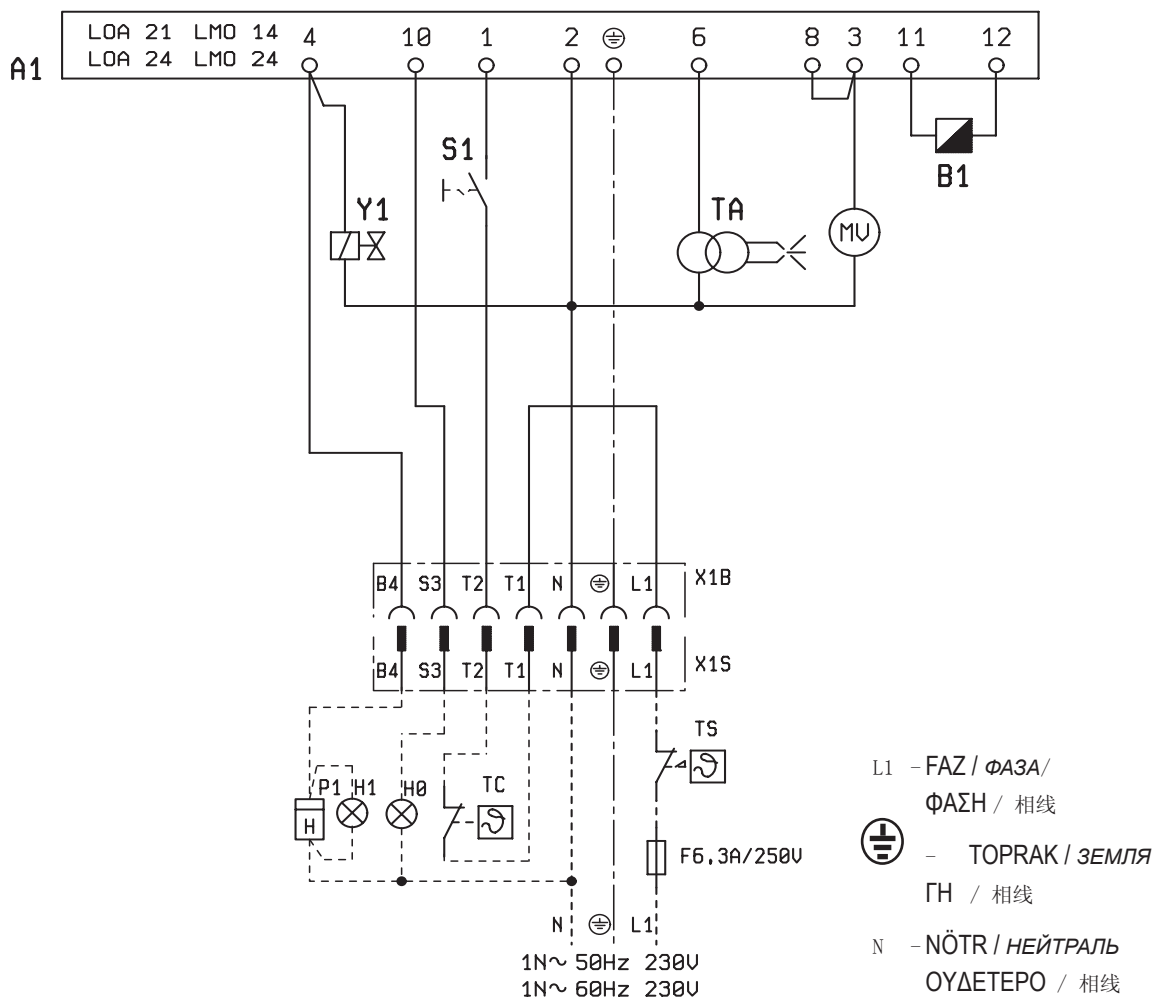 LOA 21 LMO 14
LOA 24 LMO 24
4 10 1 2 6 8 3 11 12
A1
S1
B1
Y1
TA
MV
B4 S3 T2 T1 N L1 X1B
B4 S3 T2 T1 N L1 X1S
TS
P1 H1 H0 TC
H
F6,3A/250V
N L1
1N~ 50Hz 230V
1N~ 60Hz 230V
L1 – FAZ / ФАЗА/
ΦΑΣΗ / 相线
– TOPRAK / ЗЕМЛЯ
ΓΗ / 相线
N – NÖTR / НЕЙТРАЛЬ
ΟΥΔΕΤΕΡΟ / 相线